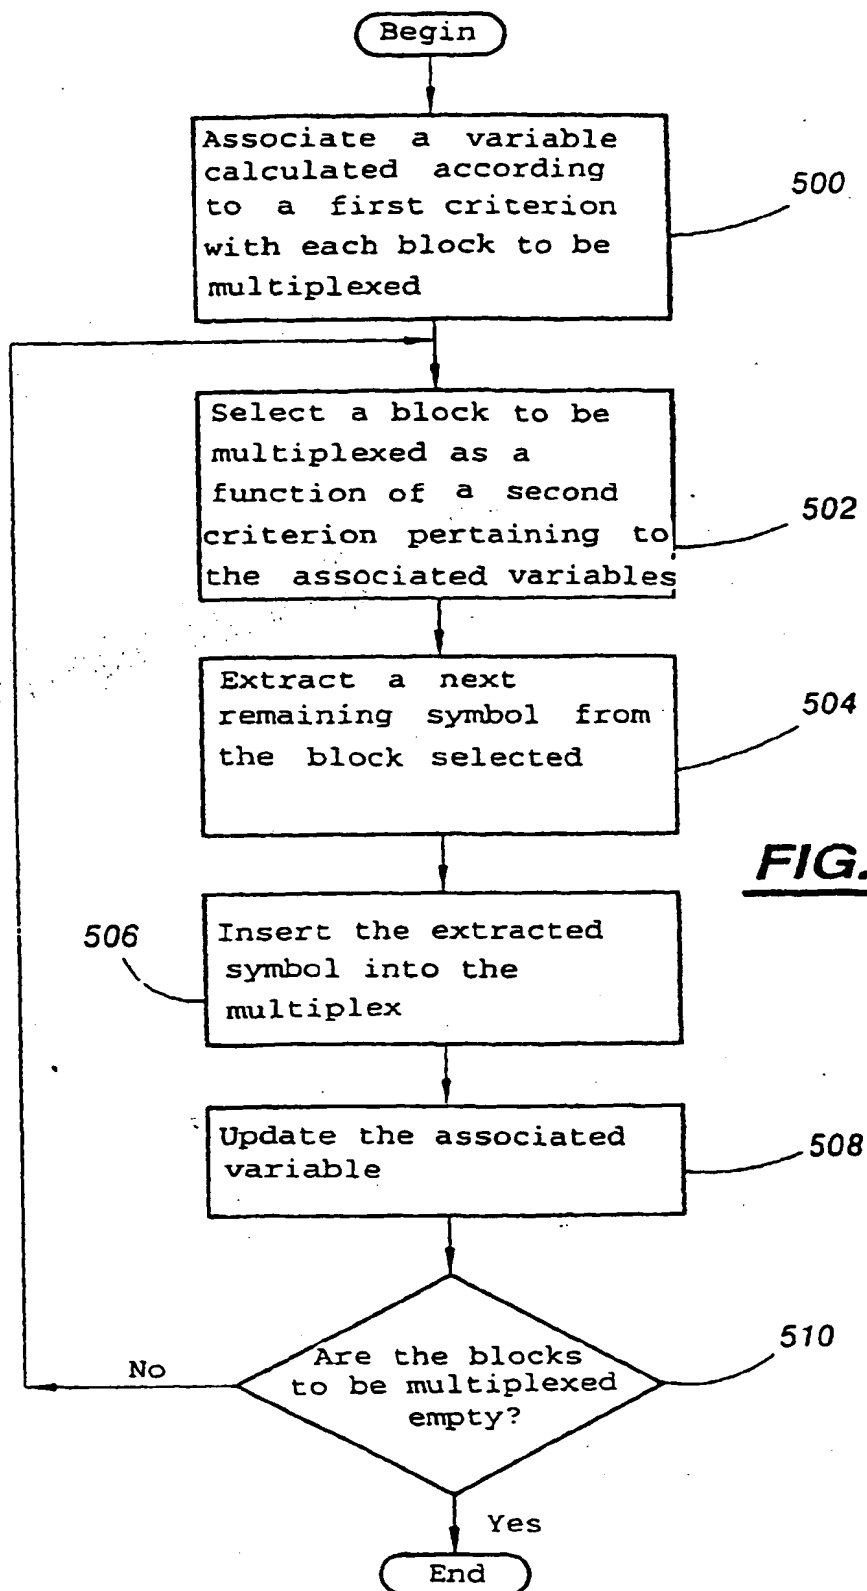 Begin
Associate a variable
calculated according
to a first criterion
with each block to be
multiplexed
500
Select a block to be
multiplexed as a
function of a second
criterion pertaining to
the associated variables
502
Extract a next
remaining symbol from
the block selected
504
FIG.
506
Insert the extracted
symbol into the
multiplex
Update the associated
variable
508
Are the blocks
to be multiplexed
empty?
510
No
Yes
End